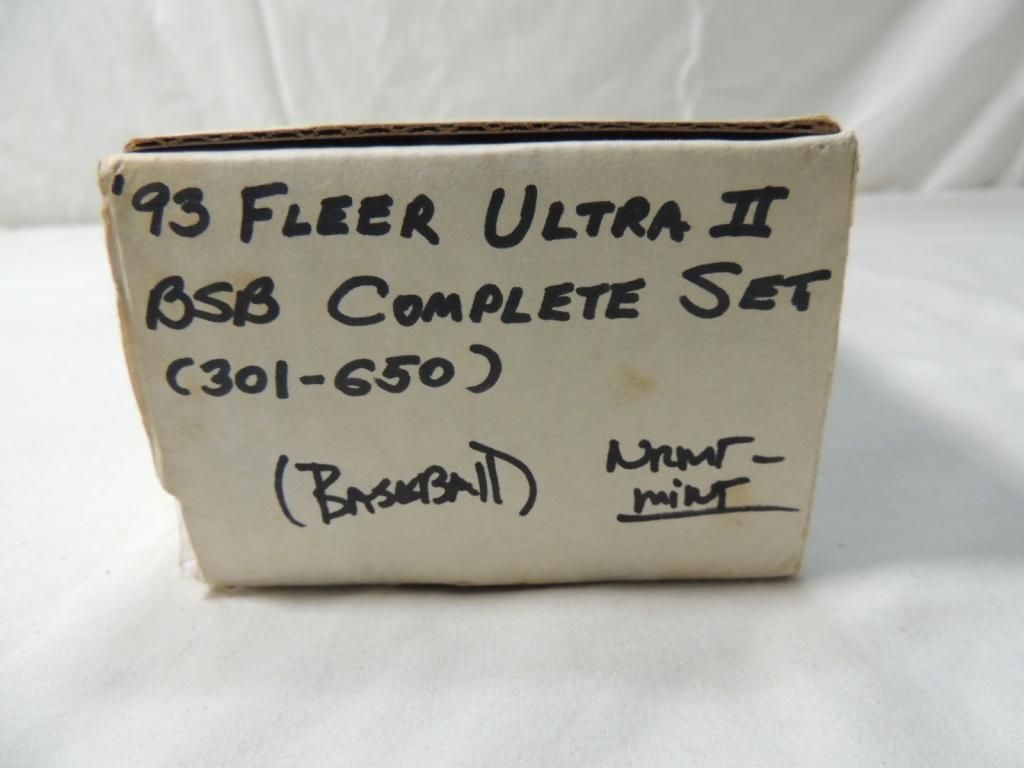 '93 FLEER ULTRA II
BSB COMPLETE SET
(301-650)
(BASEBALL) NRMT-
MINT